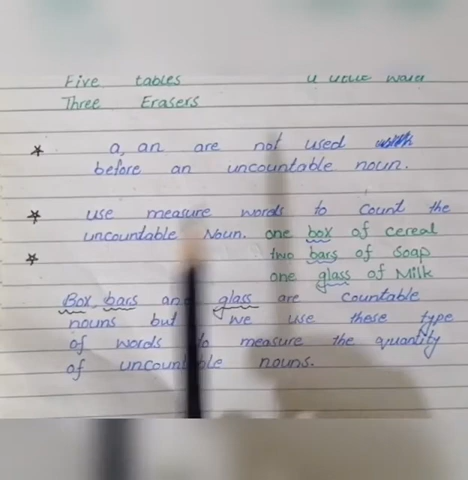 Five tables
Three Erasers
a, an are not used
before an uncountable noun.
use measure words to count the
uncountable Noun. one box of cereal
two bars of Soap
one glass of Milk
Box, bars and glass are countable
nouns but we use these type
of words to measure the quantity
of uncountable nouns.